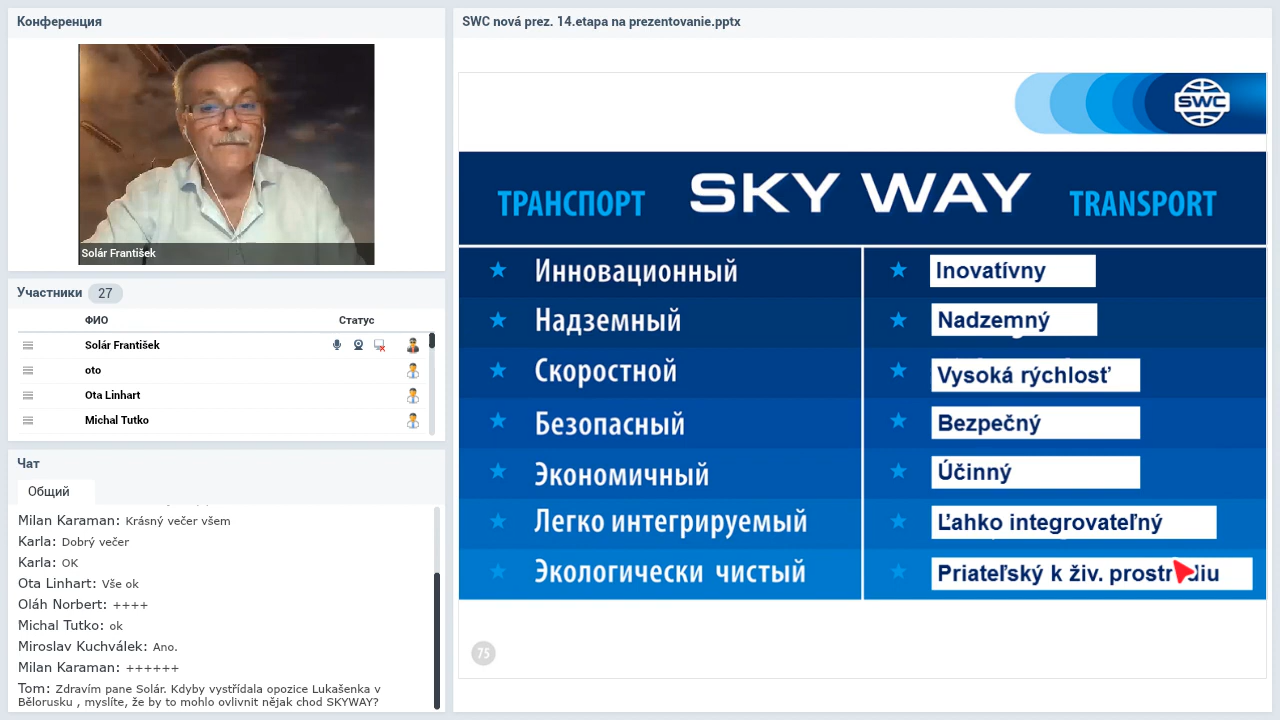 Конференция
Solár František
Участники 27
ФИО Статус
Solár František
oto
Ota Linhart
Michal Tutko
Чат
Общий
Milan Karaman: Krásný večer všem
Karla: Dobrý večer
Karla: OK
Ota Linhart: Vše ok
Oláh Norbert: ++++
Michal Tutko: ok
Miroslav Kuchválek: Ano.
Milan Karaman: ++++++
Tom: Zdravím pane Solár. Kdyby vystřídala opozice Lukašenka v
Bělorusku , myslíte, že by to mohlo ovlivnit nějak chod SKYWAY?
SWC nová prez. 14.etapa na prezentovanie.pptx
SWC
ТРАНСПОРТ SKY WAY TRANSPORT
Инновационный Inovatívny
Надземный Nadzemný
Скоростной Vysoká rýchlosť
Безопасный Bezpečný
Экономичный Účinný
Легко интегрируемый Ľahko integrovateľný
Экологически чистый Priateľský k živ.
75